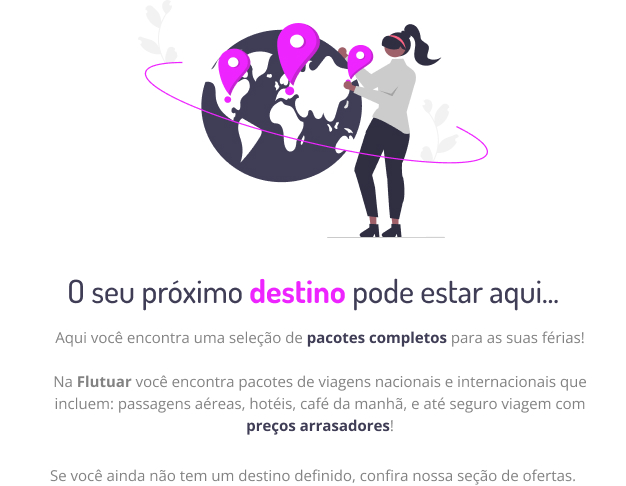 O seu próximo destino pode estar aqui...
Aqui você encontra uma seleção de pacotes completos para as suas férias!
Na Flutuar você encontra pacotes de viagens nacionais e internacionais que
incluem: passagens aéreas, hotéis, café da manhã, e até seguro viagem com
preços arrasadores!
Se você ainda não tem um destino definido, confira nossa seção de ofertas.